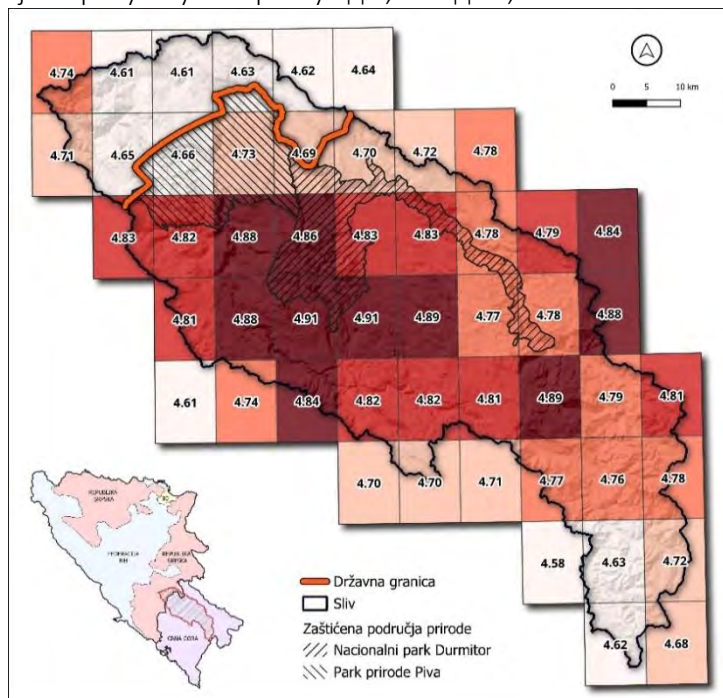 4.74 4.61 4.61 4.63 4.62 4.64
0 5 10 km
4.71 4.65 4.66 4.73 4.69 4.70 4.72 4.78
4.83 4.82 4.88 4.86 4.83 4.83 4.78 4.79 4.84
4.81 4.88 4.91 4.91 4.89 4.77 4.78 4.88
4.61 4.74 4.84 4.82 4.82 4.81 4.89 4.79 4.81
4.70 4.70 4.71 4.77 4.76 4.78
4.58 4.63 4.72
4.62 4.68
REPUBLIKA
SRPSKA
FEDERACIJA
BIH
REPUBLIKA
SRPSKA
CRNA GORA
Državna granica
Sliv
Zaštićena područja prirode
Nacionalni park Durmitor
Park prirode Piva